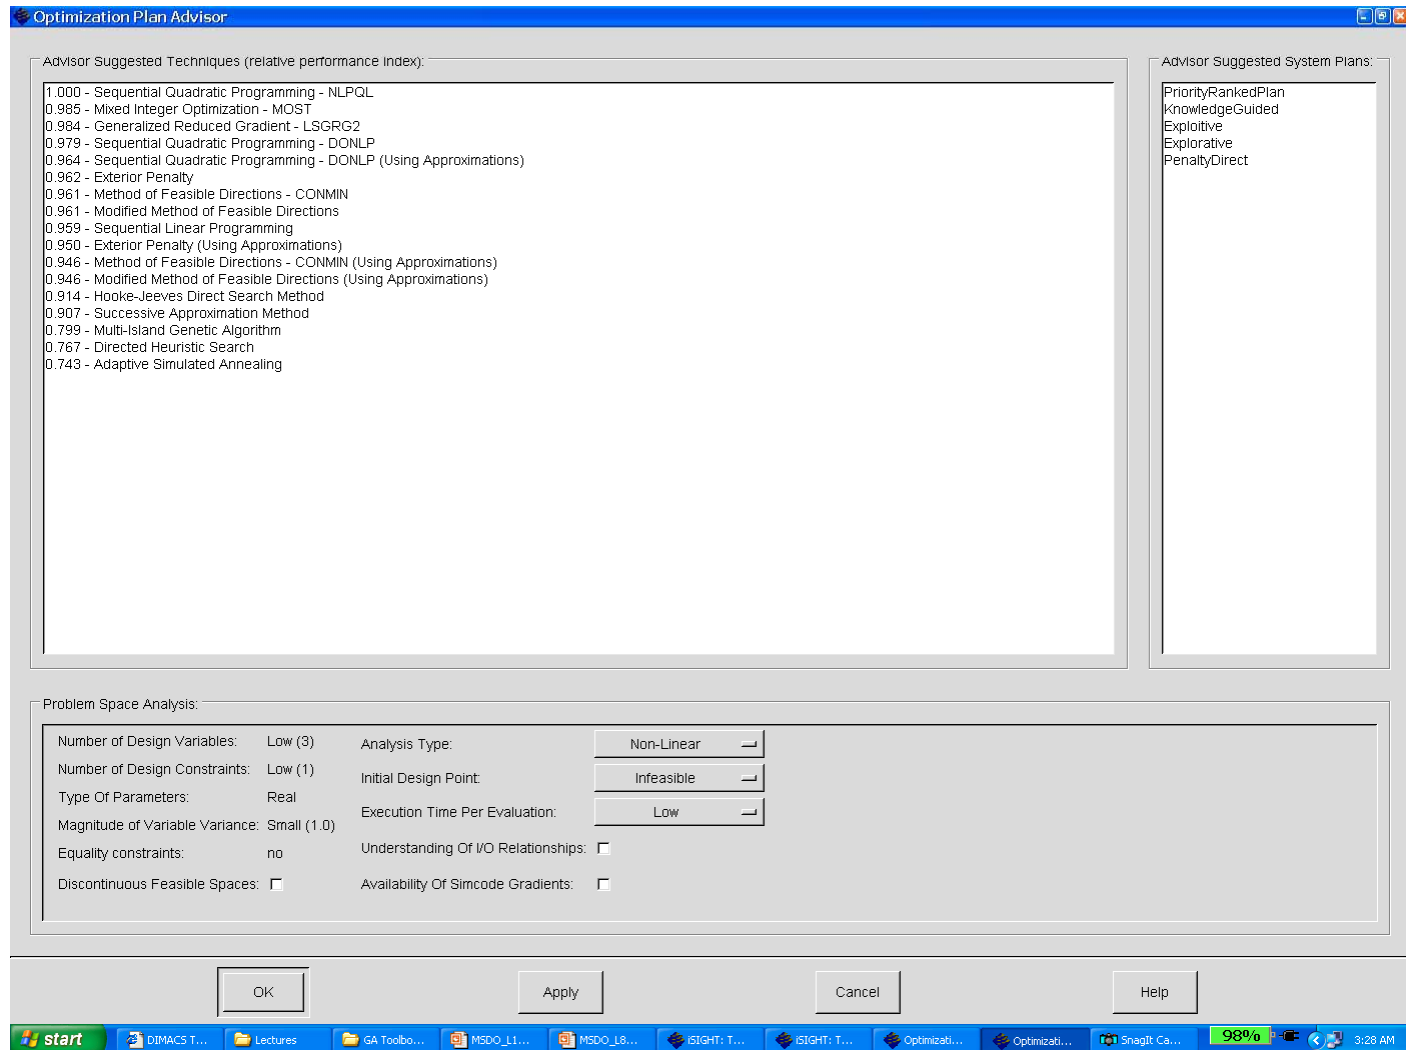 Optimization Plan Advisor
Advisor Suggested Techniques (relative performance index):
1.000 - Sequential Quadratic Programming - NLPQL
0.985 - Mixed Integer Optimization - MOST
0.984 - Generalized Reduced Gradient - LSGRG2
0.979 - Sequential Quadratic Programming - DONLP
0.964 - Sequential Quadratic Programming - DONLP (Using Approximations)
0.962 - Exterior Penalty
0.961 - Method of Feasible Directions - CONMIN
0.961 - Modified Method of Feasible Directions
0.959 - Sequential Linear Programming
0.950 - Exterior Penalty (Using Approximations)
0.946 - Method of Feasible Directions - CONMIN (Using Approximations)
0.946 - Modified Method of Feasible Directions (Using Approximations)
0.914 - Hooke-Jeeves Direct Search Method
0.907 - Successive Approximation Method
0.799 - Multi-Island Genetic Algorithm
0.767 - Directed Heuristic Search
0.743 - Adaptive Simulated Annealing
Advisor Suggested System Plans:
PriorityRankedPlan
KnowledgeGuided
Exploitive
Explorative
PenaltyDirect
Problem Space Analysis:
Number of Design Variables: Low (3)
Number of Design Constraints: Low (1)
Type Of Parameters: Real
Magnitude of Variable Variance: Small (1.0)
Equality constraints: no
Discontinuous Feasible Spaces:
Analysis Type: Non-Linear
Initial Design Point: Infeasible
Execution Time Per Evaluation: Low
Understanding Of I/O Relationships:
Availability Of Simcode Gradients:
OK Apply Cancel Help
start DIMACS T... Lectures GA Toolbo... MSDO_L1... MSDO_L8... iSIGHT: T... iSIGHT: T... Optimizati... Optimizati... SnagIt Ca... 98% 3:28 AM